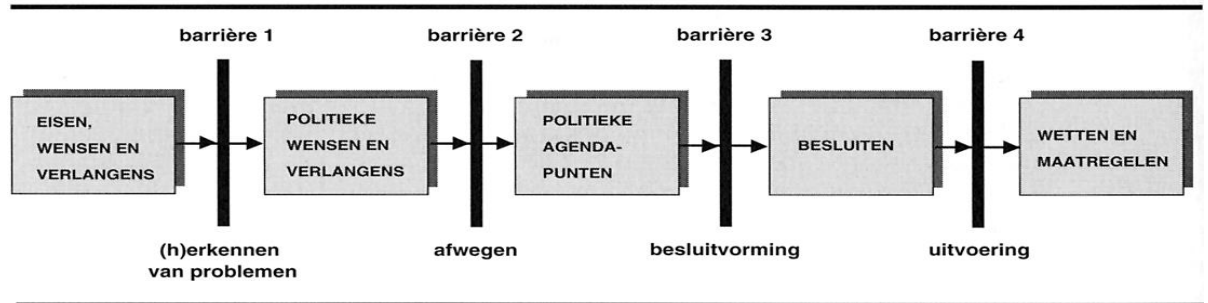 barrière 1
barrière 2
barrière 3
barrière 4
EISEN,
WENSEN EN
VERLANGENS
POLITIEKE
WENSEN EN
VERLANGENS
POLITIEKE
AGENDA-
PUNTEN
BESLUITEN
WETTEN EN
MAATREGELEN
(h)erkennen
van problemen
afwegen
besluitvorming
uitvoering